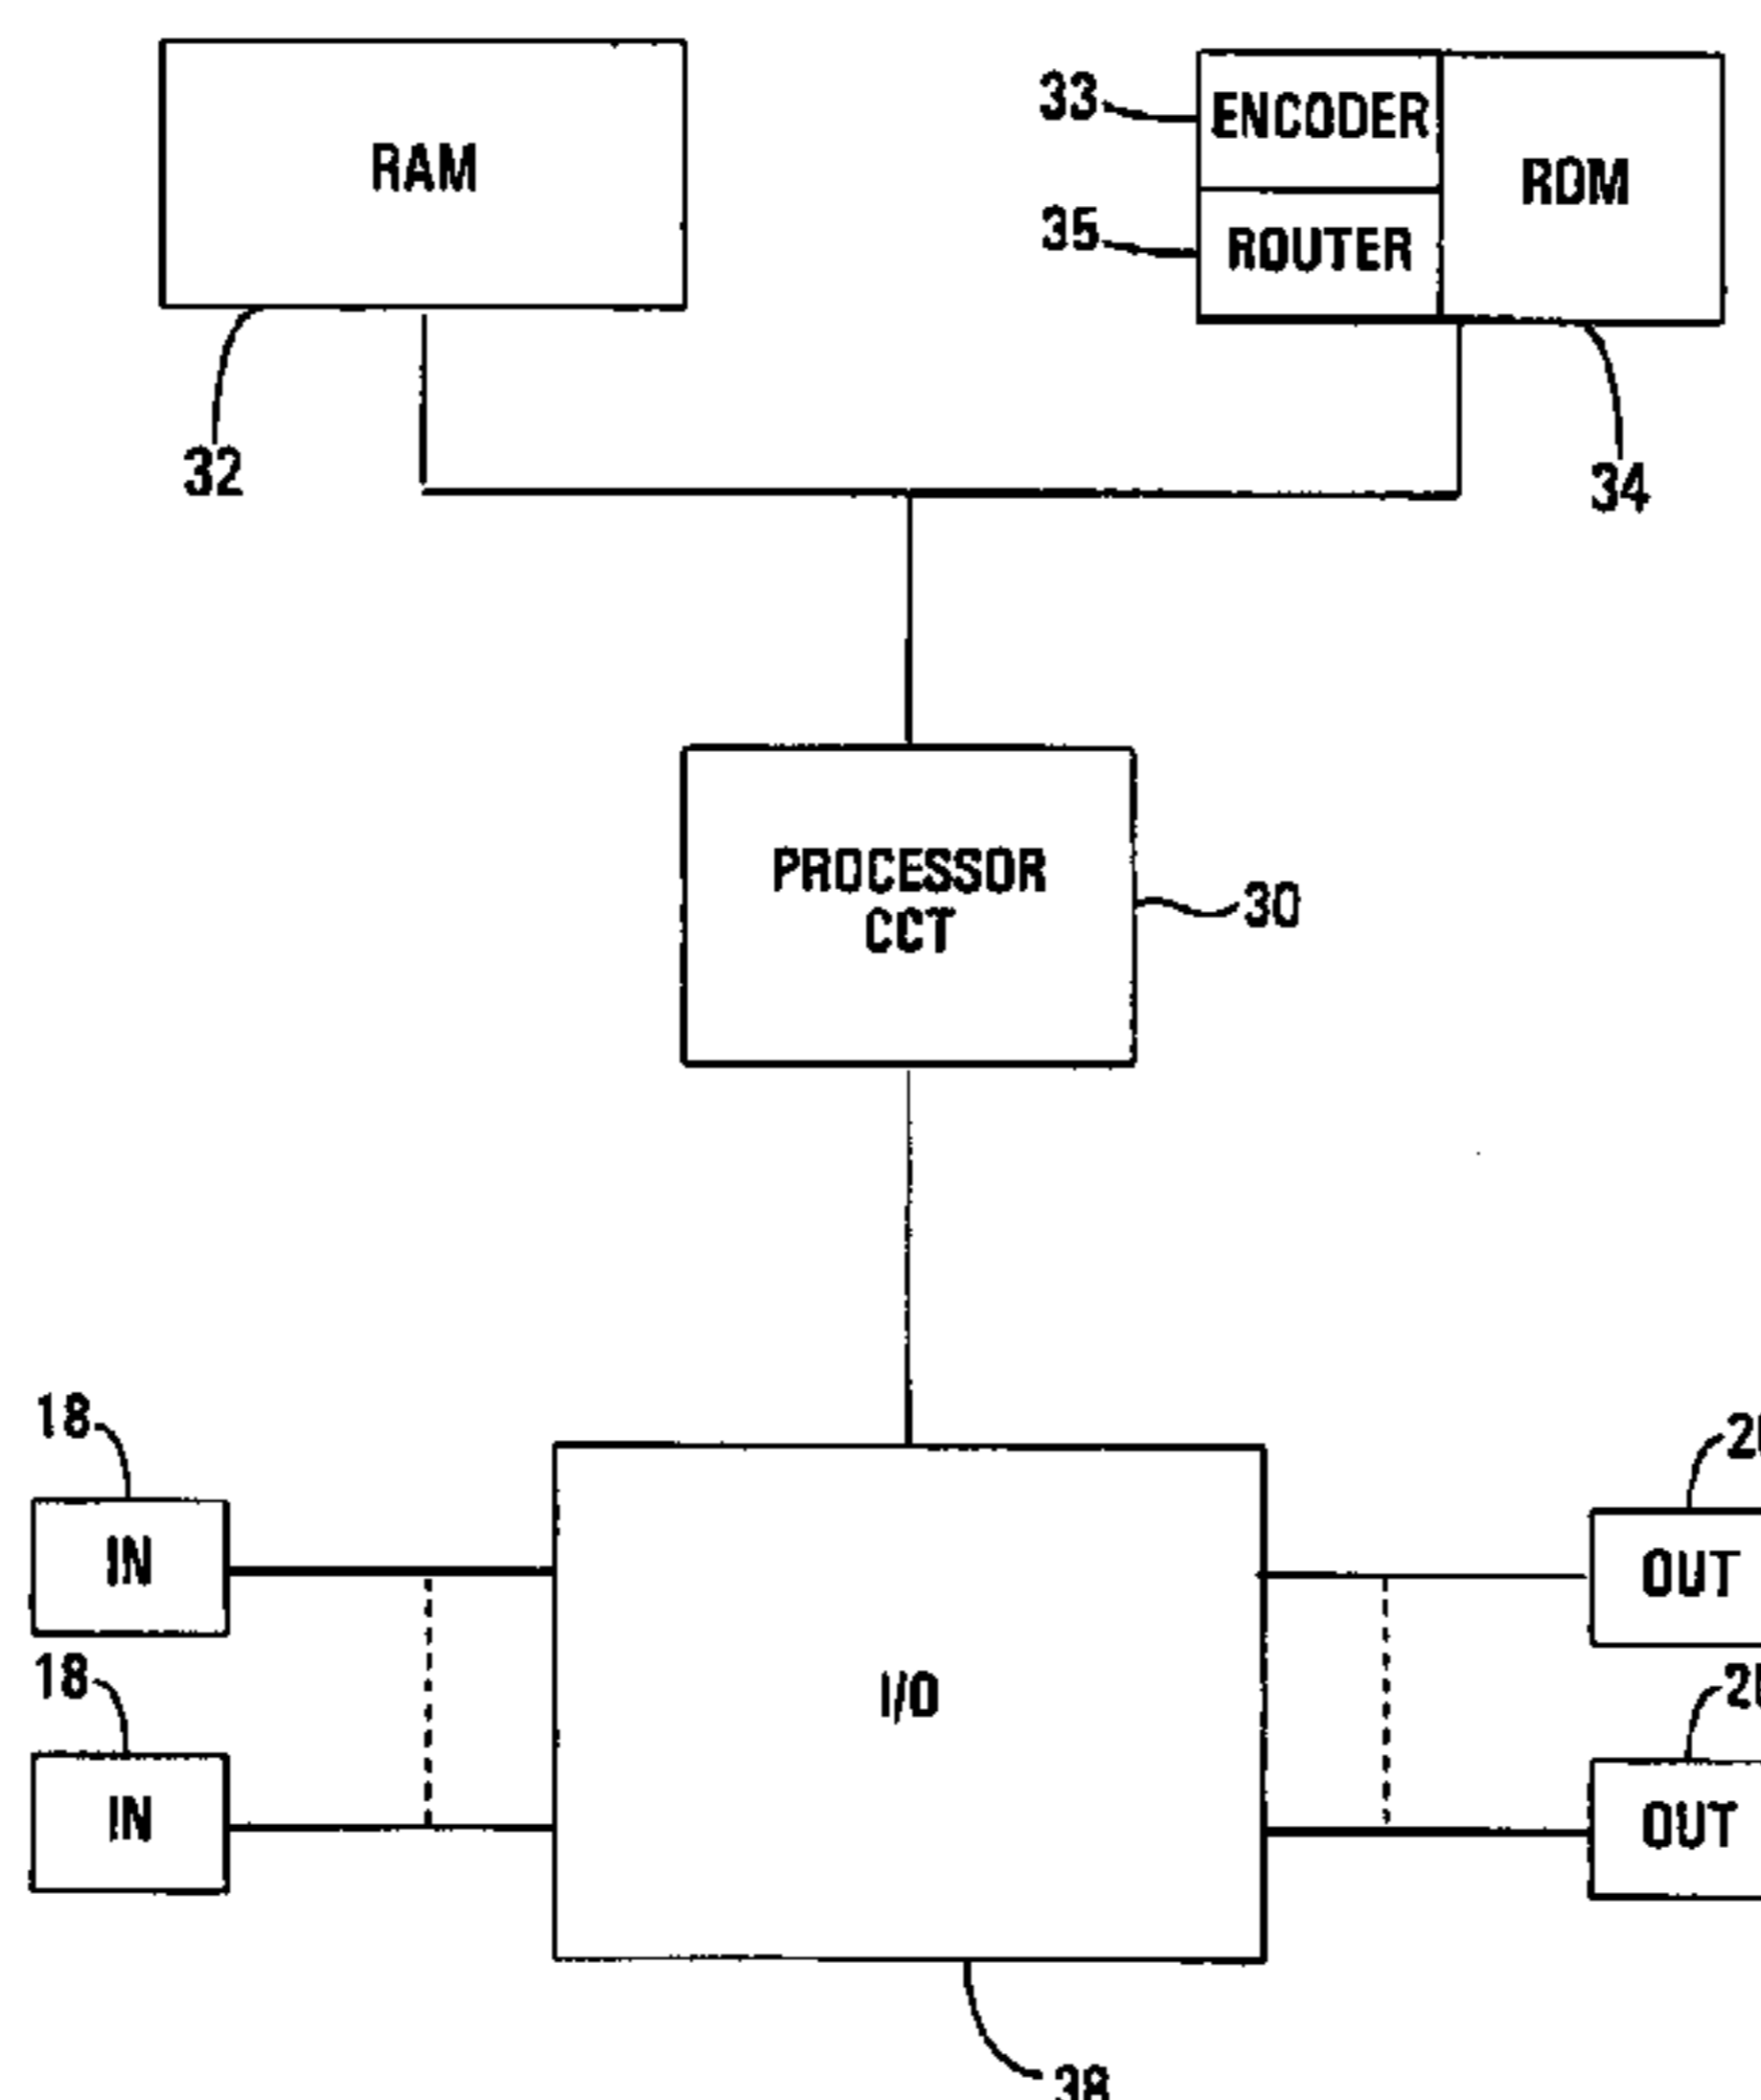 RAM
33
ENCODER
ROM
35
ROUTER
32
34
PROCESSOR
CCT
30
18
IN
OUT
18
I/O
IN
OUT